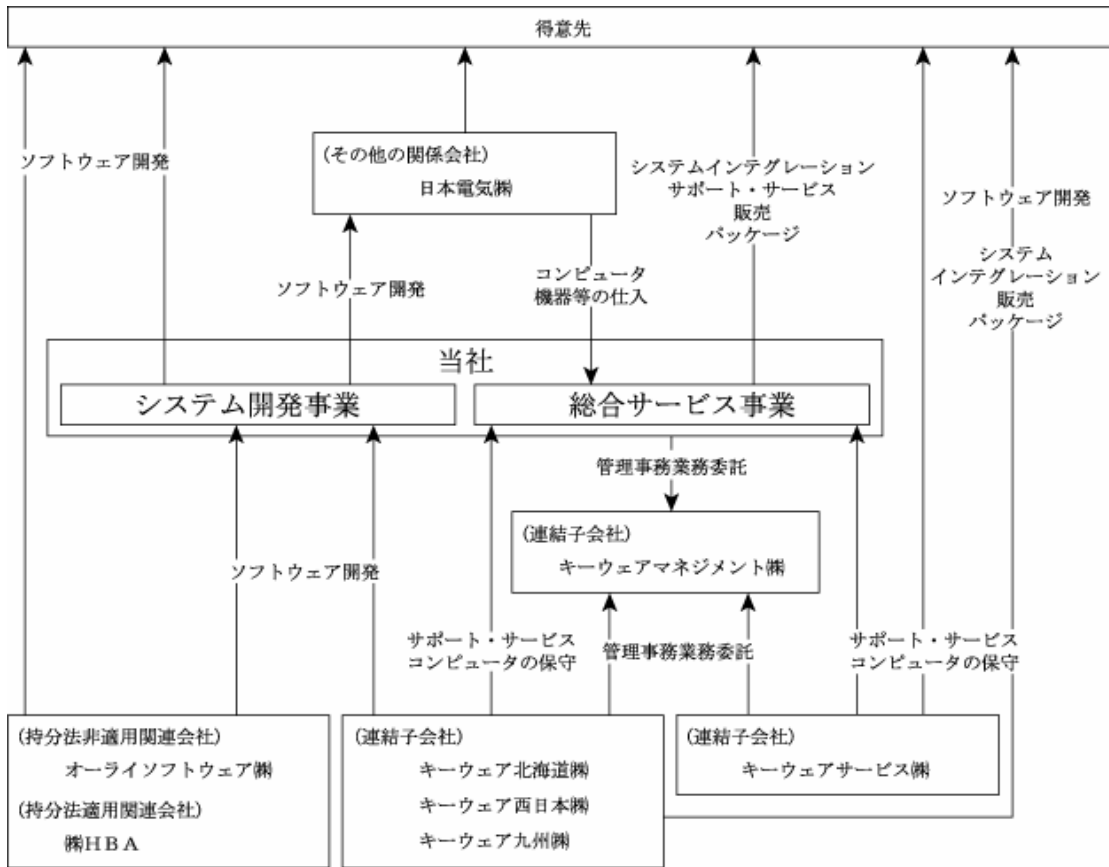 得意先
ソフトウェア開発
(その他の関係会社)
日本電気㈱
システムインテグレーション
サポート・サービス
販売
パッケージ
ソフトウェア開発
システム
インテグレーション
販売
パッケージ
ソフトウェア開発
コンピュータ
機器等の仕入
当社
システム開発事業
総合サービス事業
管理事務業務委託
(連結子会社)
キーウェアマネジメント㈱
ソフトウェア開発
サポート・サービス
コンピュータの保守
管理事務業務委託
サポート・サービス
コンピュータの保守
(持分法非適用関連会社)
オーライソフトウェア㈱
(持分法適用関連会社)
㈱ＨＢＡ
(連結子会社)
キーウェア北海道㈱
キーウェア西日本㈱
キーウェア九州㈱
(連結子会社)
キーウェアサービス㈱